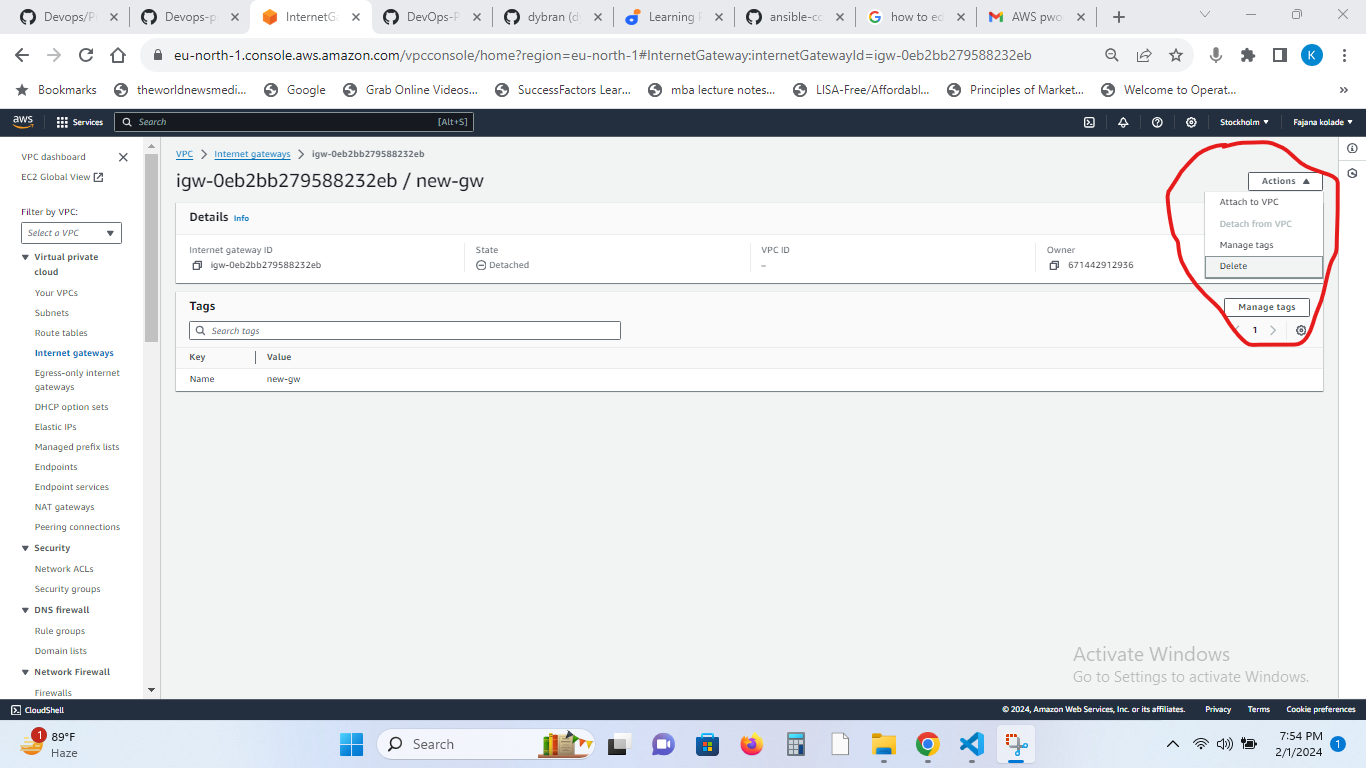 Devops/P
Devops-p
InternetGa
DevOps-P
dybran (d
Learning
ansible-co
how to ed
AWS pwo
eu-north-1.console.aws.amazon.com/vpcconsole/home?region=eu-north-1#InternetGateway:internetGatewayId=igw-0eb2bb279588232eb
K
Bookmarks
theworldnewsmedi...
Google
Grab Online Videos...
SuccessFactors Lear...
mba lecture notes...
LISA-Free/Affordabl...
Principles of Market...
Welcome to Operat...
»
aws
Services
Search
[Alt+S]
Stockholm
Fajana kolade
VPC dashboard
EC2 Global View
Filter by VPC:
Select a VPC
Virtual private
cloud
Your VPCs
Subnets
Route tables
Internet gateways
Egress-only internet
gateways
DHCP option sets
Elastic IPs
Managed prefix lists
Endpoints
Endpoint services
NAT gateways
Peering connections
Security
Network ACLs
Security groups
DNS firewall
Rule groups
Domain lists
Network Firewall
Firewalls
VPC
Internet gateways
igw-0eb2bb279588232eb
igw-0eb2bb279588232eb / new-gw
Actions
Attach to VPC
Detach from VPC
Manage tags
Delete
Details
Info
Internet gateway ID
igw-0eb2bb279588232eb
State
Detached
VPC ID
–
Owner
671442912936
Tags
Manage tags
Search tags
1
Key
Value
Name
new-gw
Activate Windows
Go to Settings to activate Windows.
CloudShell
© 2024, Amazon Web Services, Inc. or its affiliates.
Privacy
Terms
Cookie preferences
1
89°F
Haze
Search
7:54 PM
2/1/2024
1